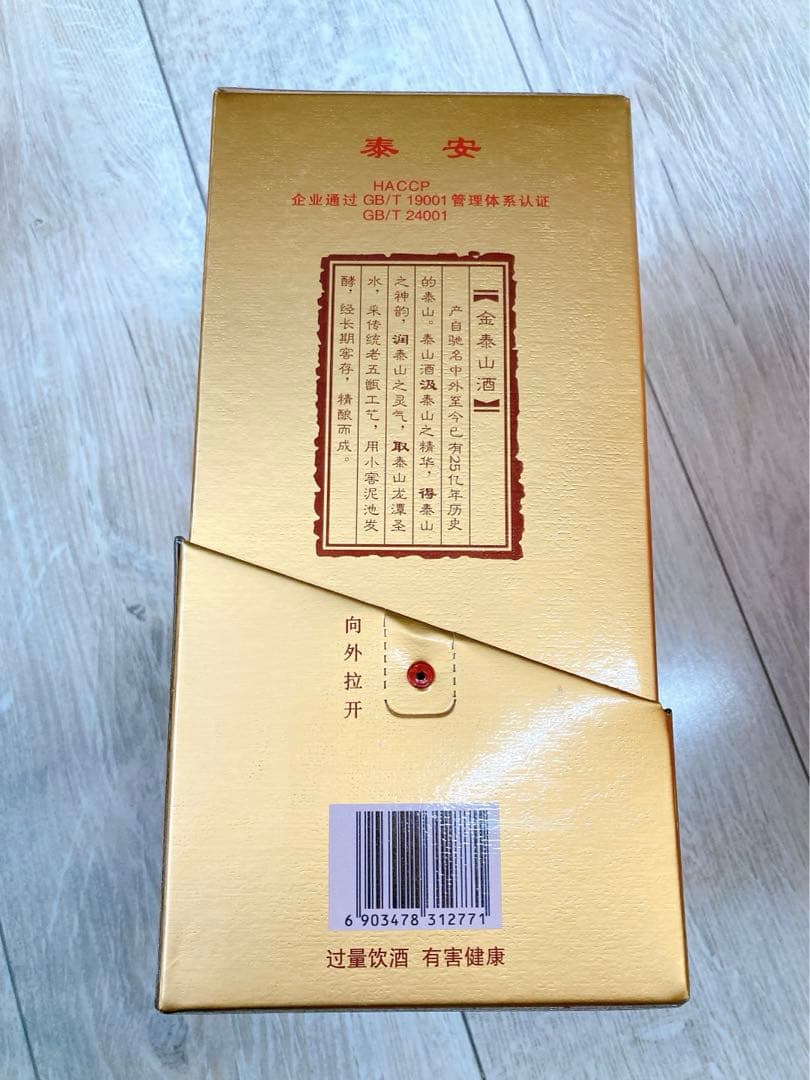 泰 安
HACCP
企业通过 GB/T 19001 管理体系认证
GB/T 24001
【金泰山酒】
产自驰名中外至今已有25亿年历史
的泰山。泰山酒汲泰山之精华，得泰山
之神韵，润泰山之灵气，取泰山龙潭圣
水，采传统老五甑工艺，用小窖泥池发
酵，经长期窖存，精酿而成。
向外拉开
6 903478 312771
过量饮酒 有害健康